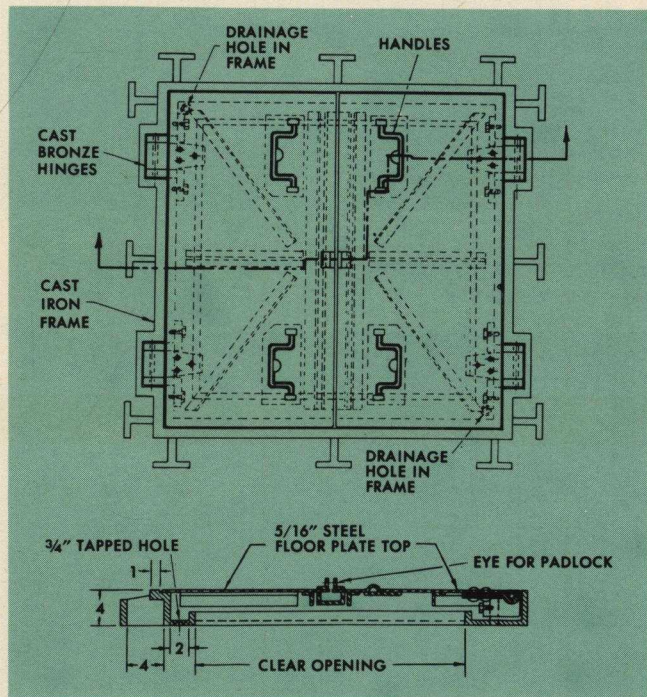 DRAINAGE
HOLE IN
FRAME
HANDLES
CAST
BRONZE
HINGES
CAST
IRON
FRAME
DRAINAGE
HOLE IN
FRAME
3/4" TAPPED HOLE
5/16" STEEL
FLOOR PLATE TOP
EYE FOR PADLOCK
1
4
4
2
CLEAR OPENING